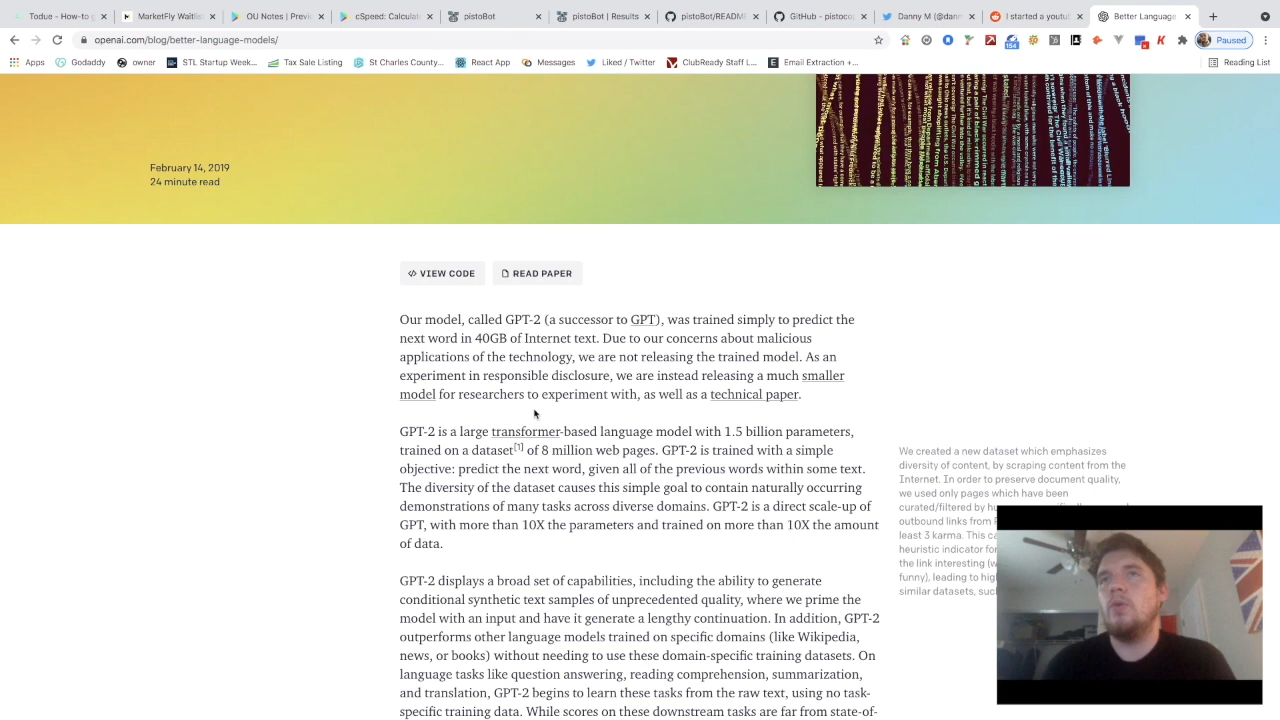 Todue - How to g
MarketFly Waitlis
OU Notes | Previ
cSpeed: Calculat
pistoBot
pistoBot | Results
pistoBot/README
GitHub - pistocop
Danny M (@dann
I started a youtu
Better Language
openai.com/blog/better-language-models/
154
Paused
Apps
Godaddy
owner
STL Startup Week...
Tax Sale Listing
St Charles County...
React App
Messages
Liked / Twitter
ClubReady Staff L...
Email Extraction +...
Reading List
February 14, 2019
24 minute read
VIEW CODE
READ PAPER
Our model, called GPT-2 (a successor to GPT), was trained simply to predict the
next word in 40GB of Internet text. Due to our concerns about malicious
applications of the technology, we are not releasing the trained model. As an
experiment in responsible disclosure, we are instead releasing a much smaller
model for researchers to experiment with, as well as a technical paper.
GPT-2 is a large transformer-based language model with 1.5 billion parameters,
trained on a dataset[1] of 8 million web pages. GPT-2 is trained with a simple
objective: predict the next word, given all of the previous words within some text.
The diversity of the dataset causes this simple goal to contain naturally occurring
demonstrations of many tasks across diverse domains. GPT-2 is a direct scale-up of
GPT, with more than 10X the parameters and trained on more than 10X the amount
of data.
We created a new dataset which emphasizes
diversity of content, by scraping content from the
Internet. In order to preserve document quality,
we used only pages which have been
curated/filtered by
outbound links from
least 3 karma. This
heuristic indicator for
the link interesting
funny), leading to
similar datasets,
GPT-2 displays a broad set of capabilities, including the ability to generate
conditional synthetic text samples of unprecedented quality, where we prime the
model with an input and have it generate a lengthy continuation. In addition, GPT-2
outperforms other language models trained on specific domains (like Wikipedia,
news, or books) without needing to use these domain-specific training datasets. On
language tasks like question answering, reading comprehension, summarization,
and translation, GPT-2 begins to learn these tasks from the raw text, using no task-
specific training data. While scores on these downstream tasks are far from state-of-